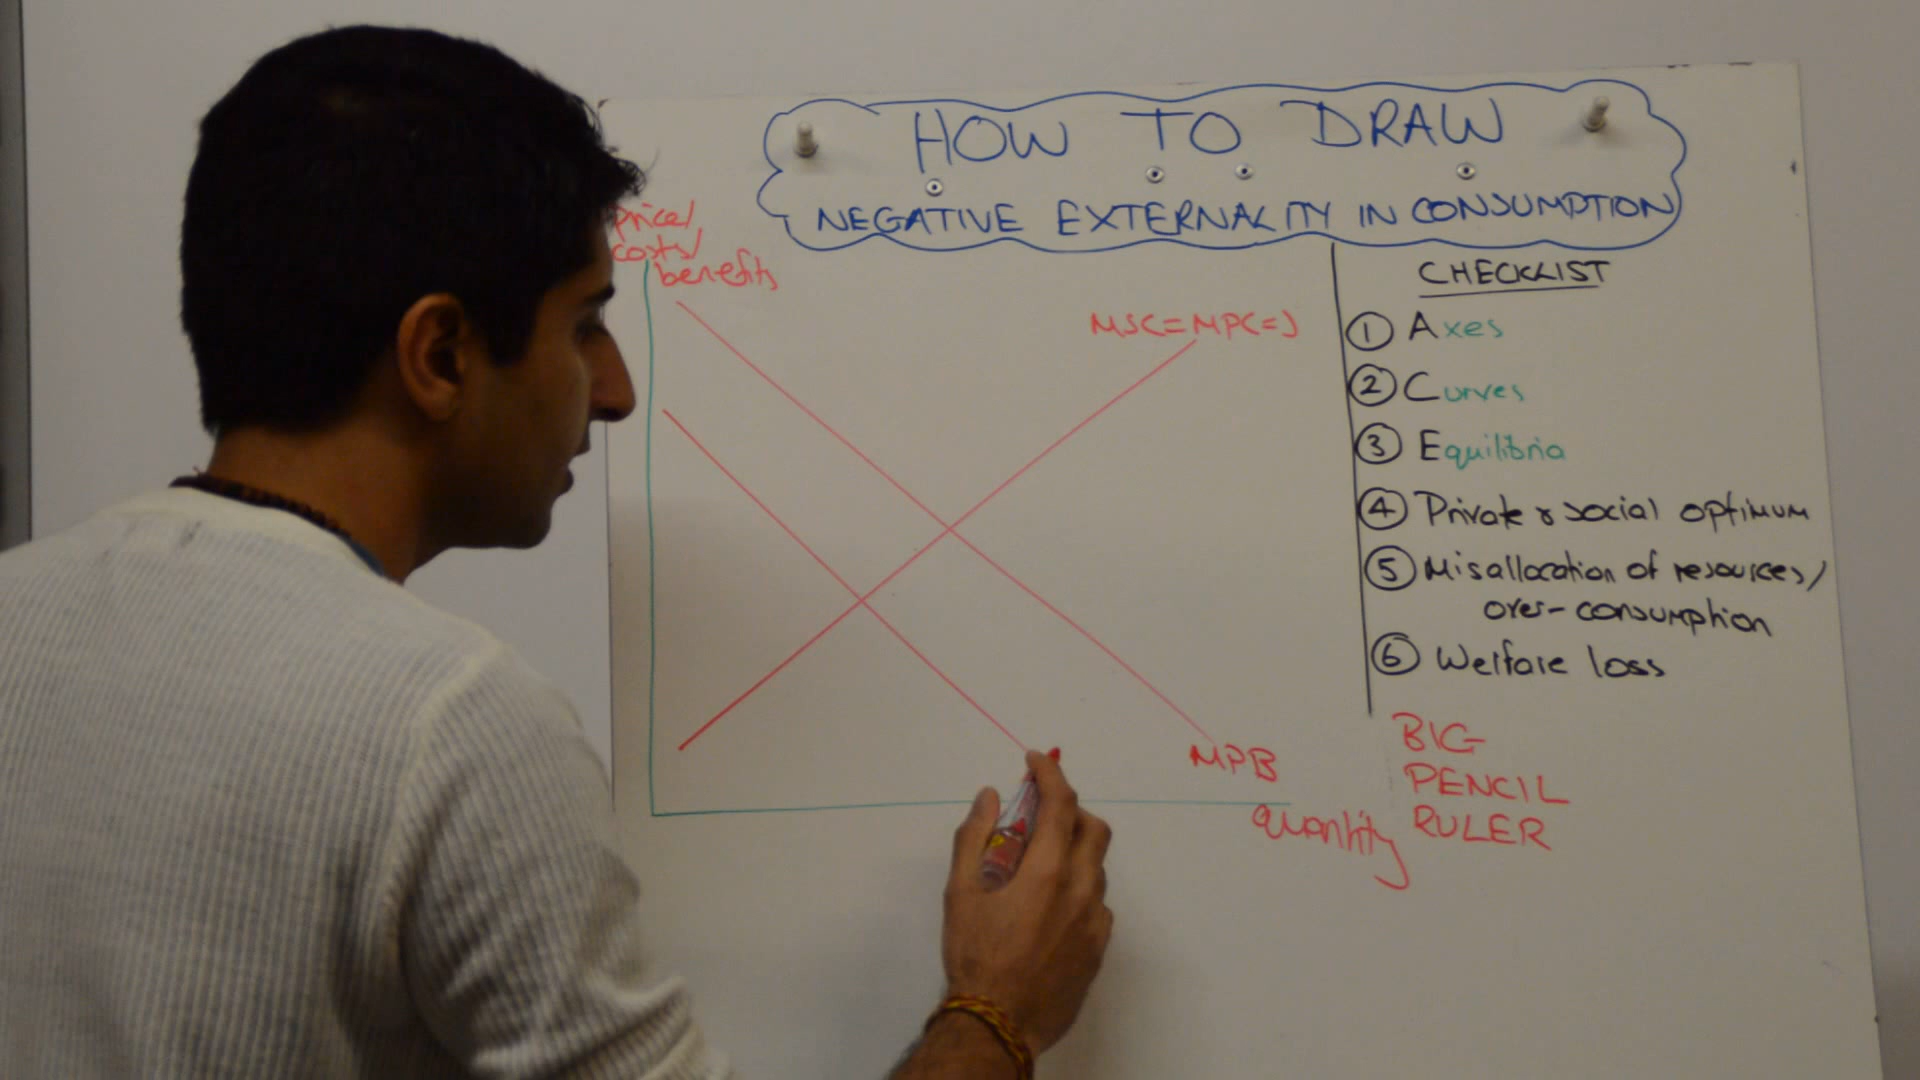 HOW TO DRAW
NEGATIVE EXTERNALITY IN CONSUMPTION
price/
costs/
benefits
MSC=MPC=S
MPB
quantity
CHECKLIST
1 Axes
2 Curves
3 Equilibria
4 Private & social optimum
5 Misallocation of resources/
over-consumption
6 Welfare loss
BIG
PENCIL
RULER